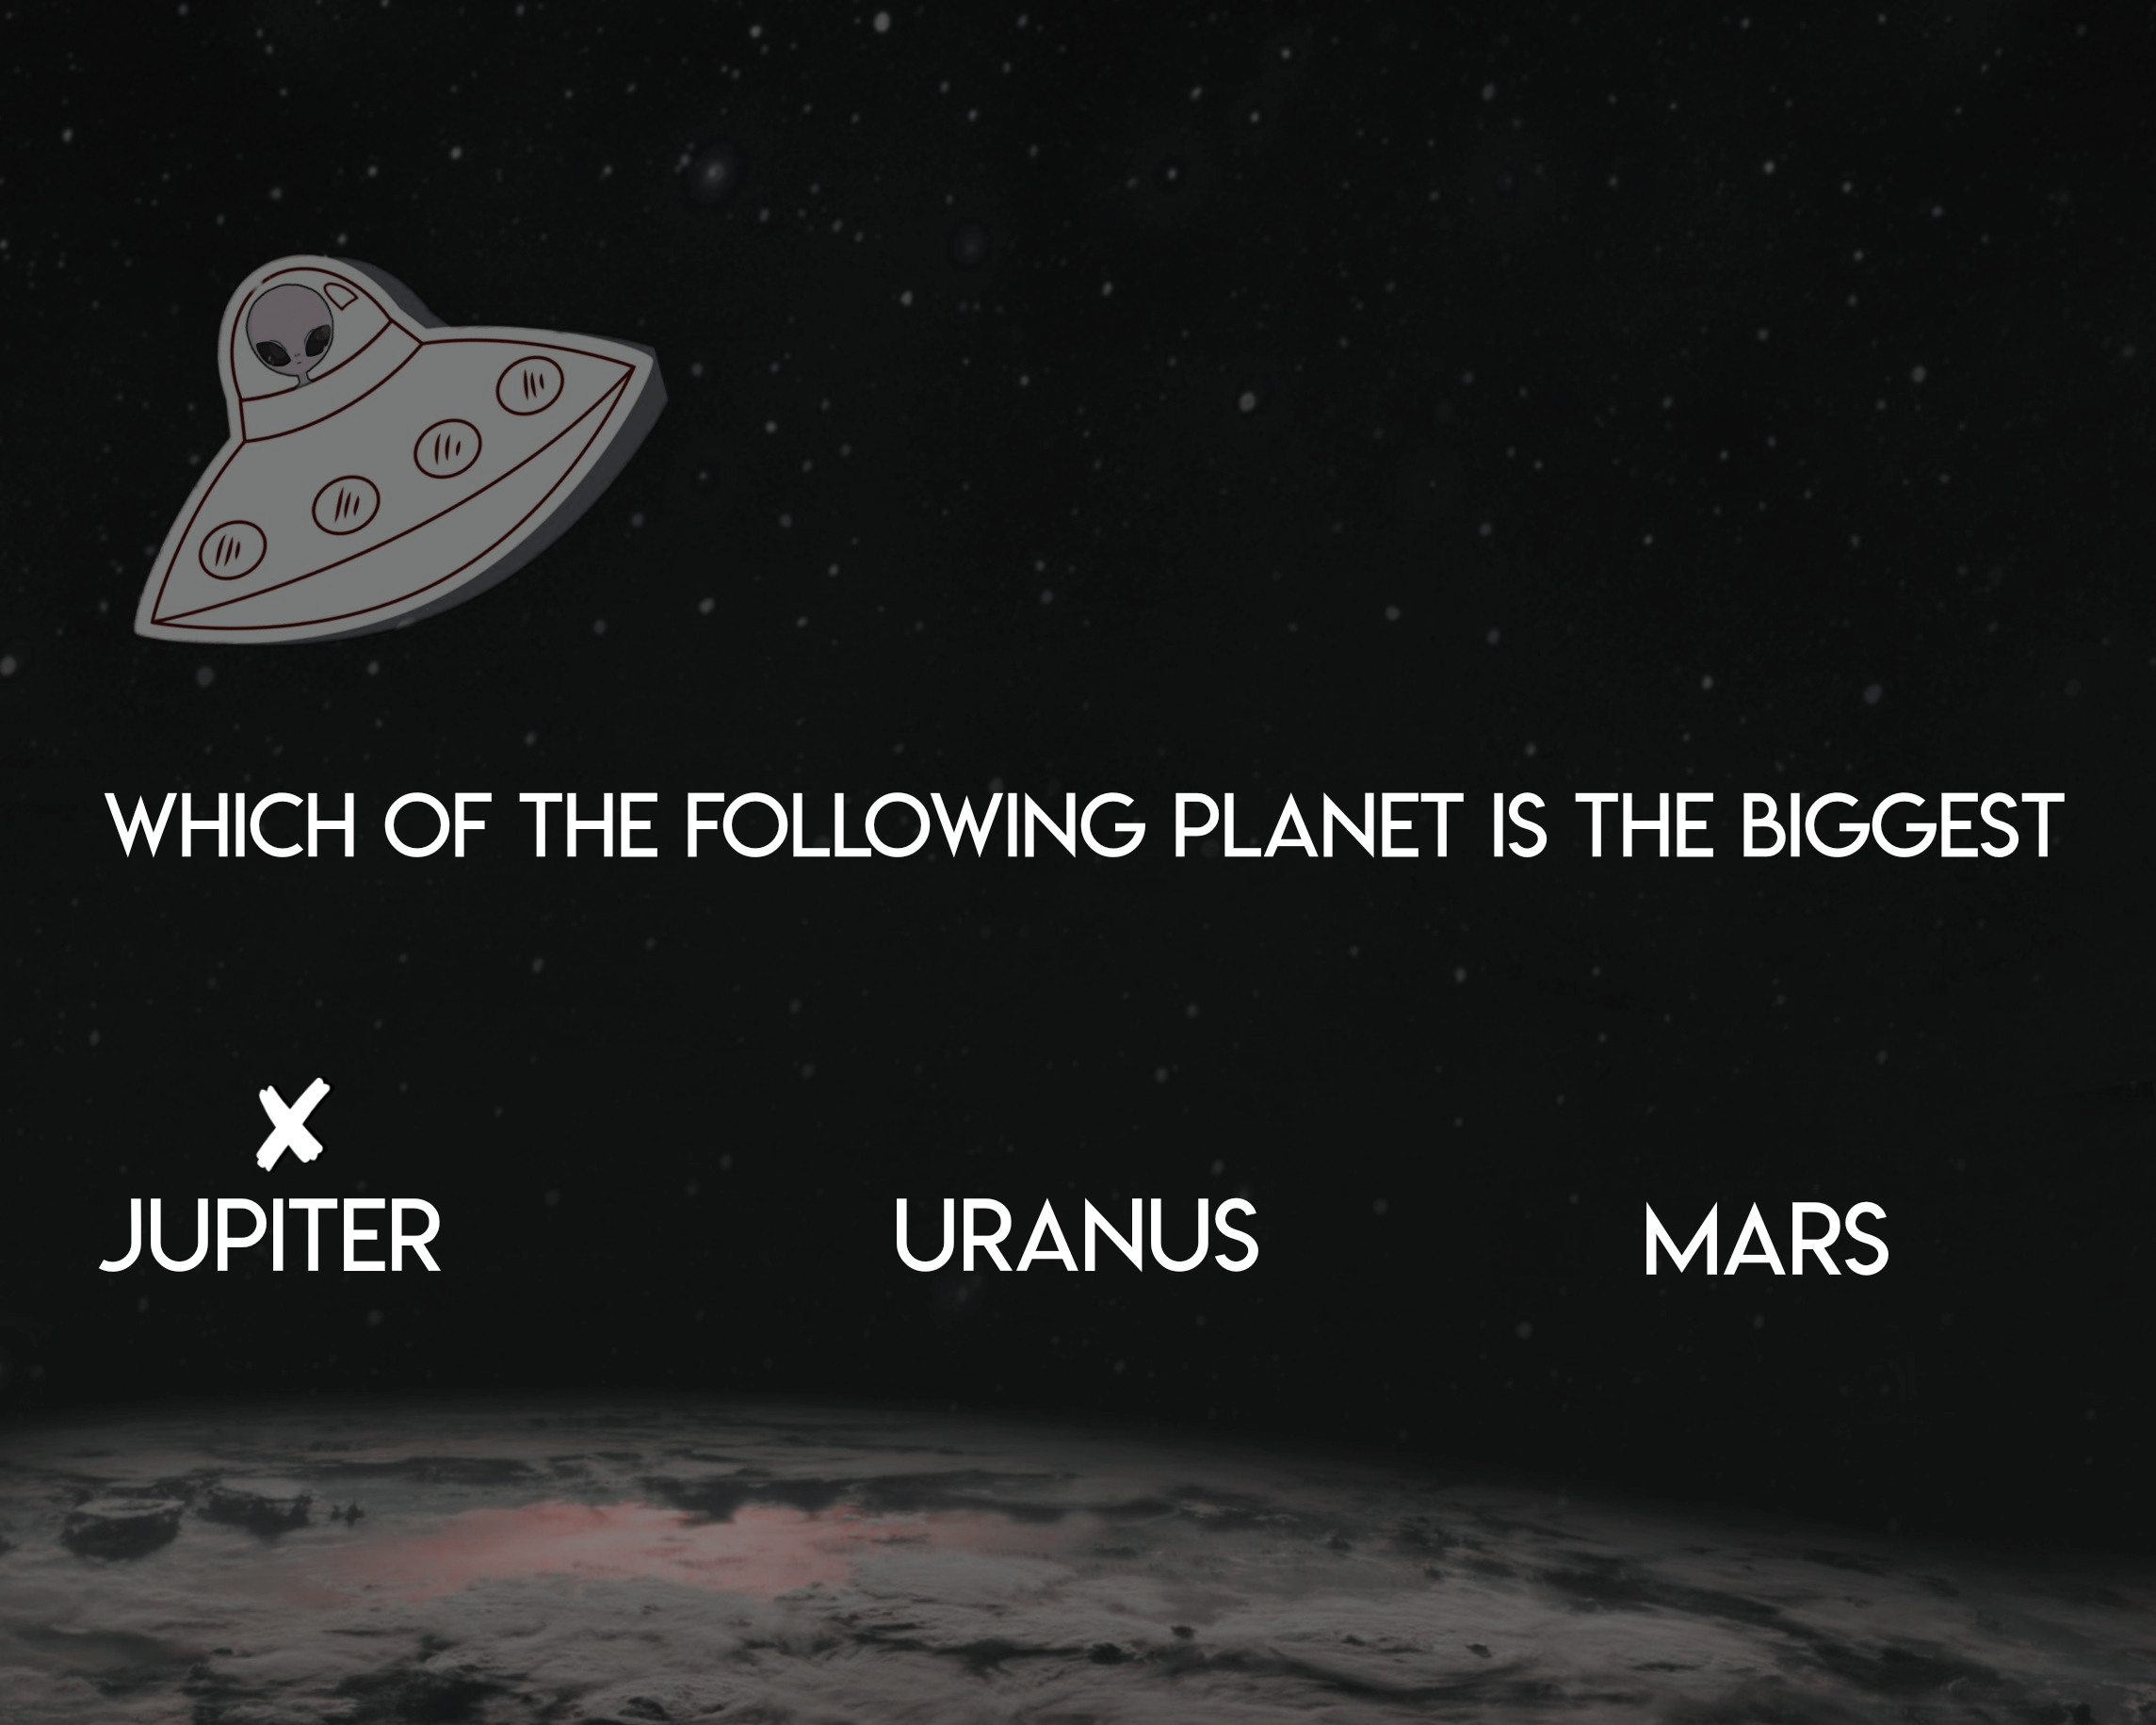 WHICH OF THE FOLLOWING PLANET IS THE BIGGEST
JUPITER URANUS MARS